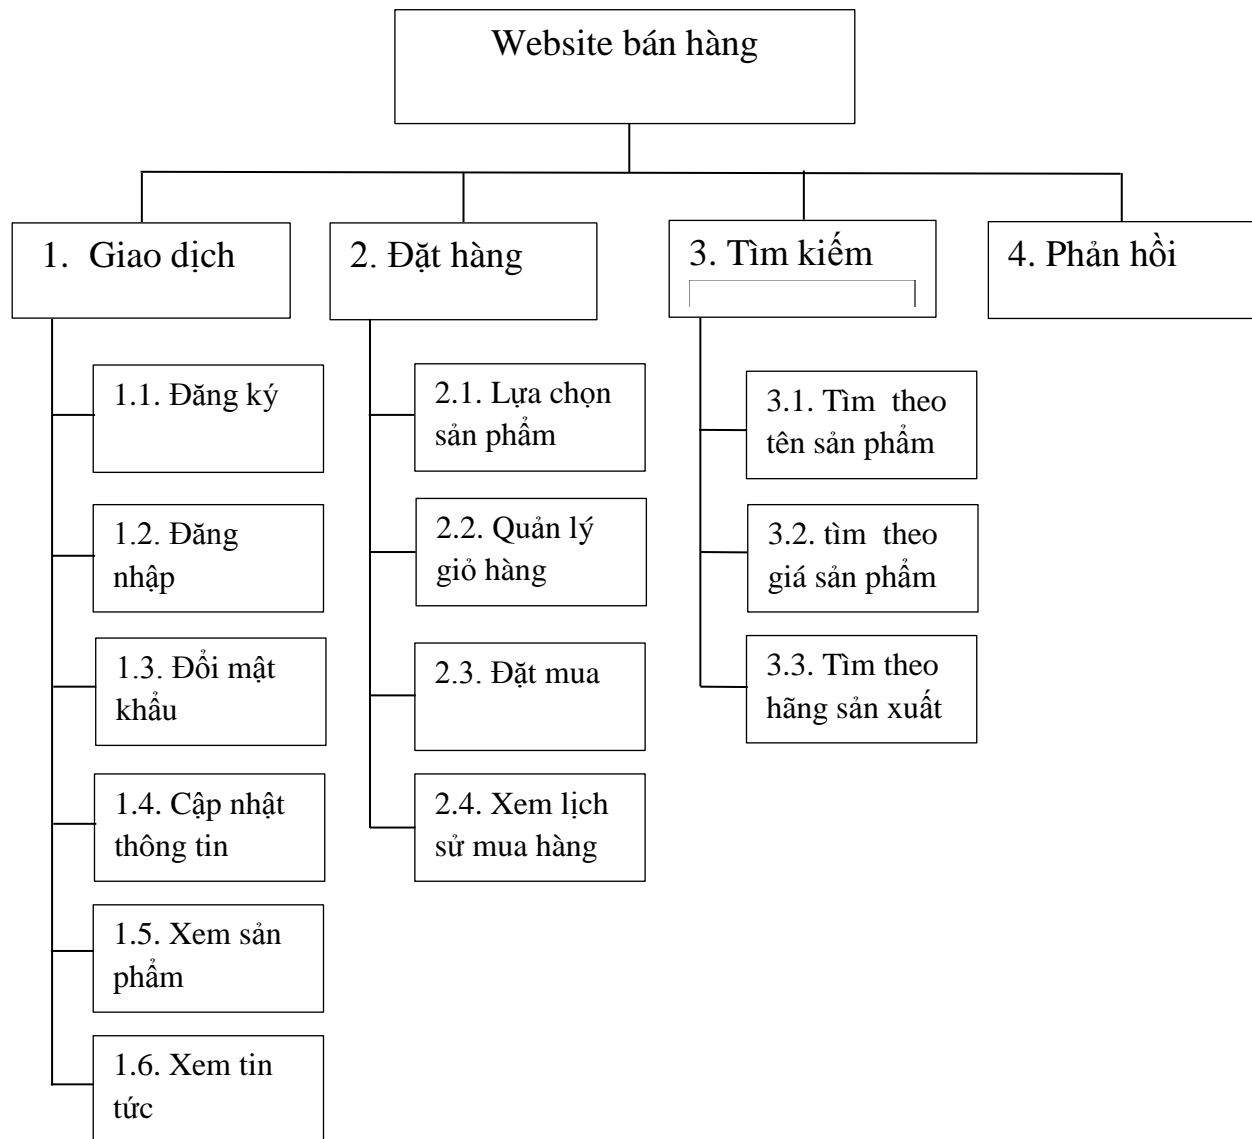 Website bán hàng
1. Giao dịch
2. Đặt hàng
3. Tìm kiếm
4. Phản hồi
1.1. Đăng ký
1.2. Đăng
nhập
1.3. Đổi mật
khẩu
1.4. Cập nhật
thông tin
1.5. Xem sản
phẩm
1.6. Xem tin
tức
2.1. Lựa chọn
sản phẩm
2.2. Quản lý
giỏ hàng
2.3. Đặt mua
2.4. Xem lịch
sử mua hàng
3.1. Tìm theo
tên sản phẩm
3.2. tìm theo
giá sản phẩm
3.3. Tìm theo
hãng sản xuất